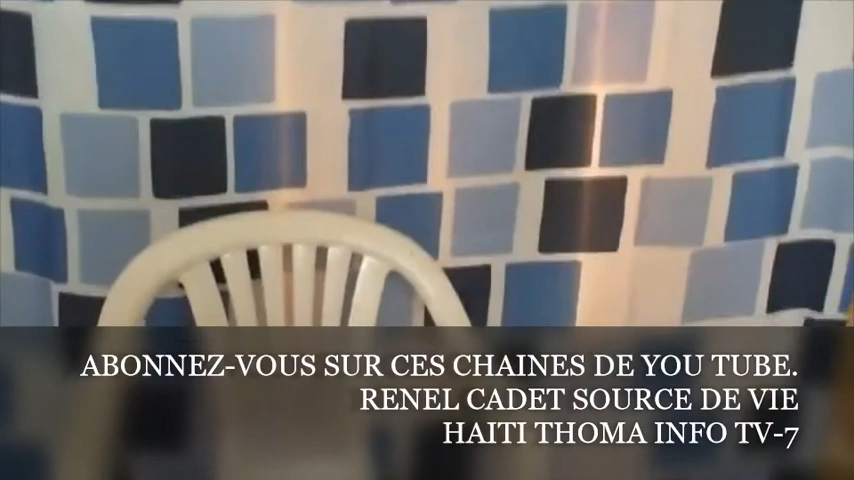 ABONNEZ-VOUS SUR CES CHAINES DE YOU TUBE.
RENEL CADET SOURCE DE VIE
HAITI THOMA INFO TV-7